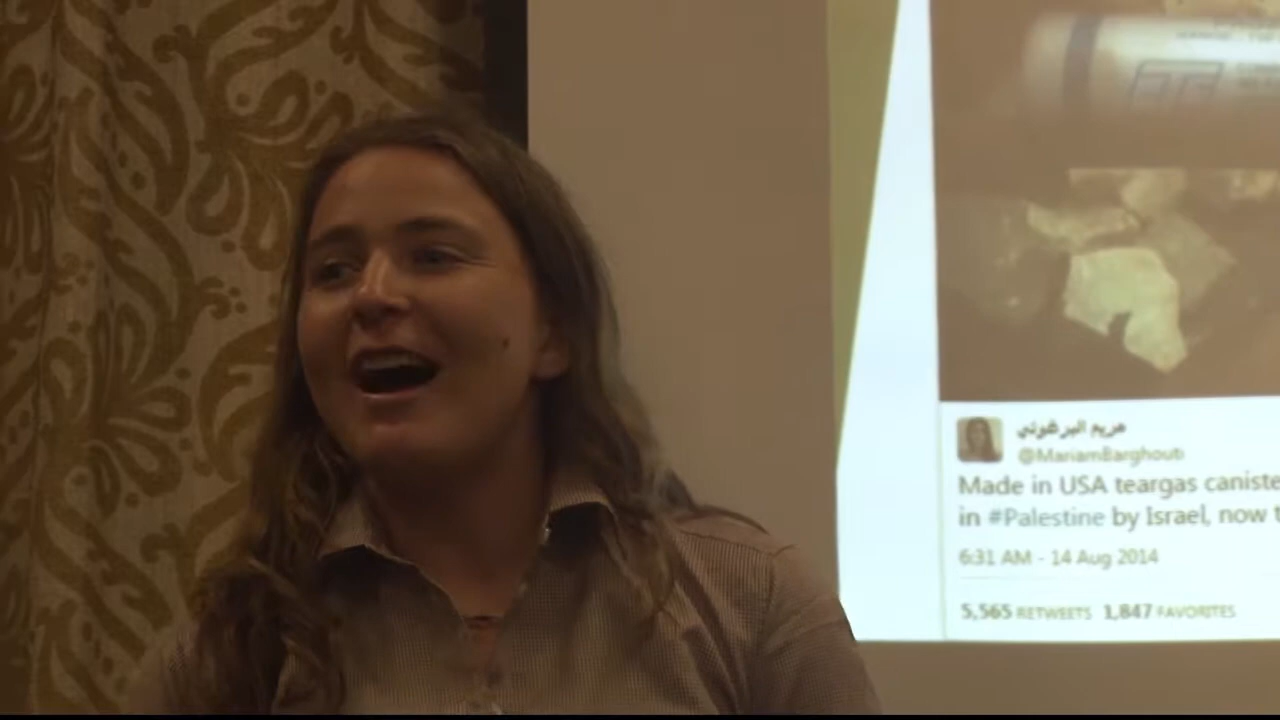 مريم البرغوثي
@MariamBarghouti
Made in USA teargas caniste
in #Palestine by Israel, now t
6:31 AM - 14 Aug 2014
5,565 RETWEETS 1,847 FAVORITES